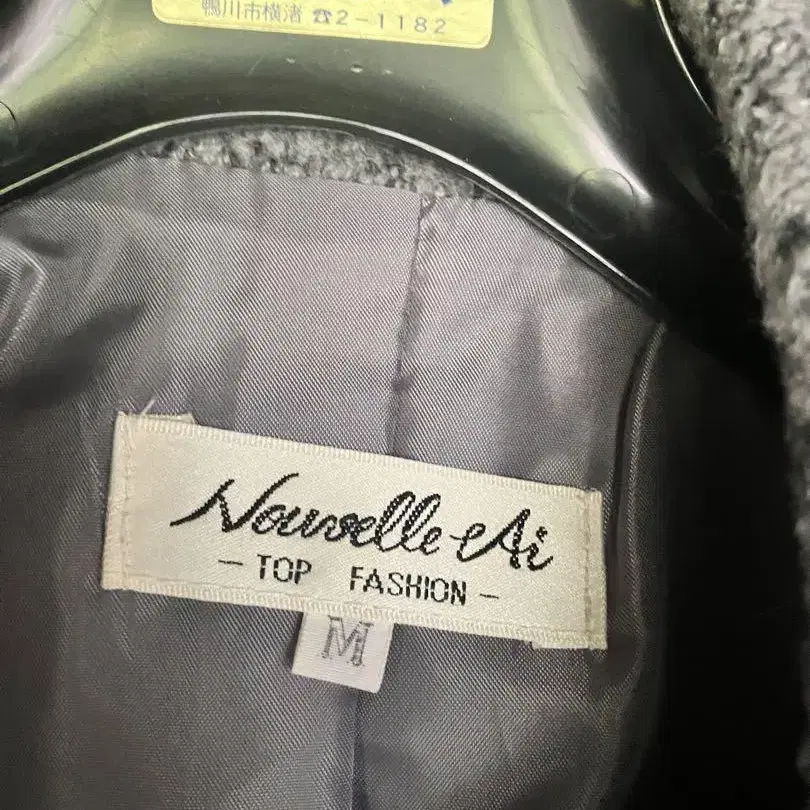 鴨川市横渚 ☎2-1182
Nouvelle Ai
- TOP FASHION -
M